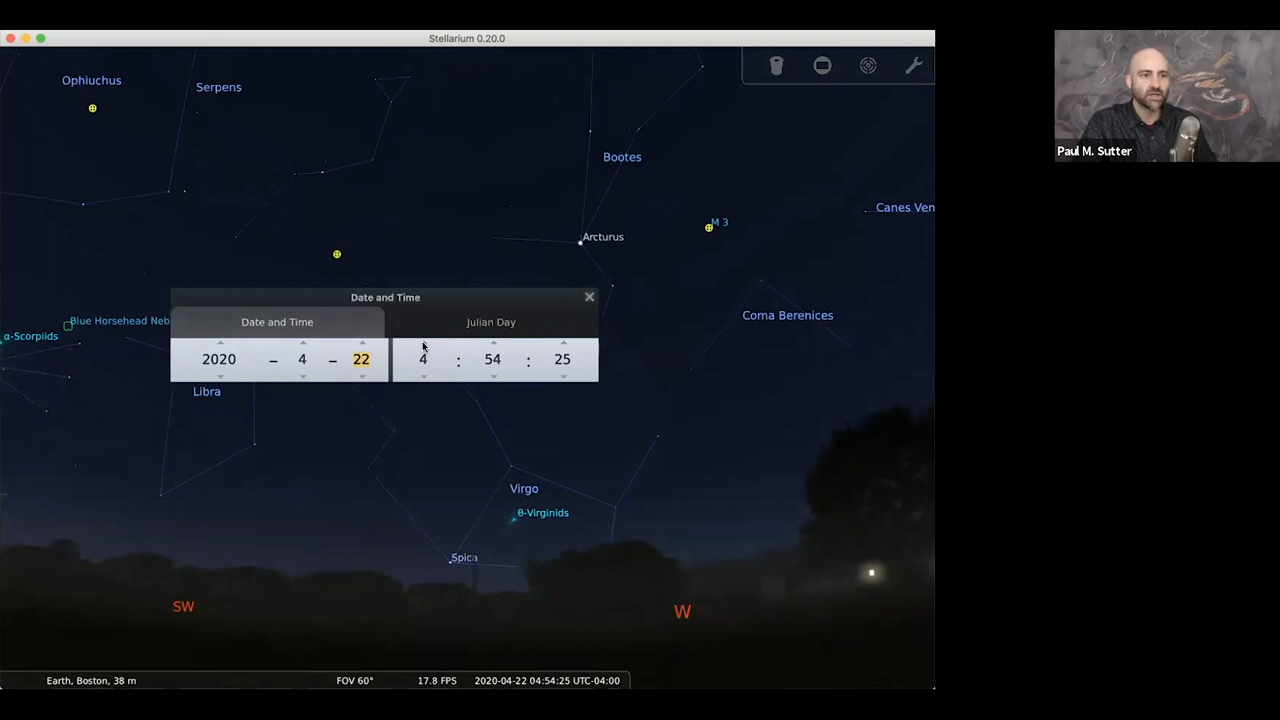 Stellarium 0.20.0
Ophiuchus
Serpens
Bootes
Paul M. Sutter
Canes Ven
M 3
Arcturus
Date and Time
Date and Time
Julian Day
Blue Horsehead Neb
Coma Berenices
α-Scorpiids
2020 - 4 - 22 4 : 54 : 25
Libra
Virgo
θ-Virginids
Spica
SW
W
Earth, Boston, 38 m
FOV 60°
17.8 FPS
2020-04-22 04:54:25 UTC-04:00